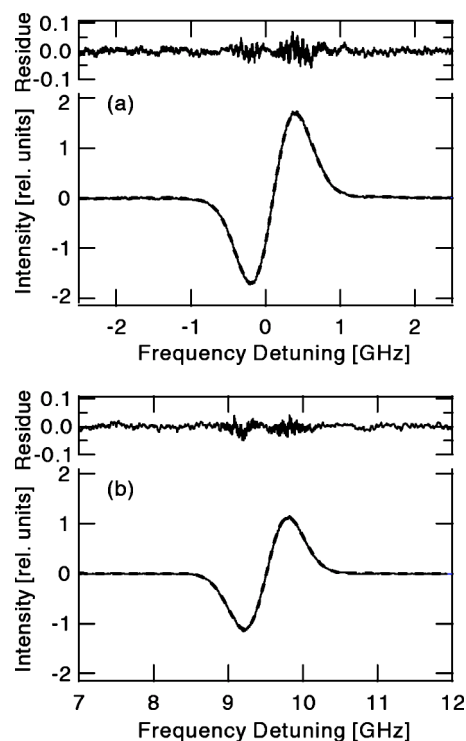 Residue
0.1
0.0
-0.1
(a)
Intensity [rel. units]
2
1
0
-1
-2
-2 -1 0 1 2
Frequency Detuning [GHz]
Residue
0.1
0.0
-0.1
(b)
Intensity [rel. units]
2
1
0
-1
-2
7 8 9 10 11 12
Frequency Detuning [GHz]